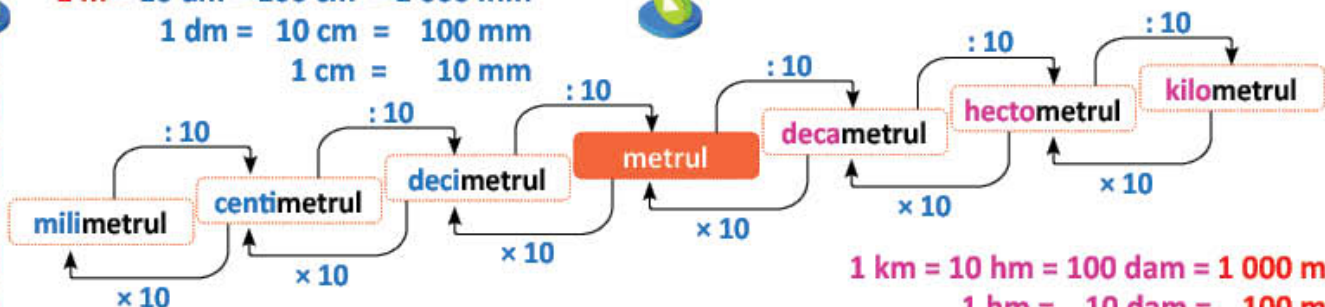 1 dm = 10 cm = 100 mm
1 cm = 10 mm
: 10
: 10
: 10
: 10
: 10
: 10
milimetrul
centimetrul
decimetrul
metrul
decametrul
hectometrul
kilometrul
× 10
× 10
× 10
× 10
× 10
× 10
1 km = 10 hm = 100 dam = 1 000 m